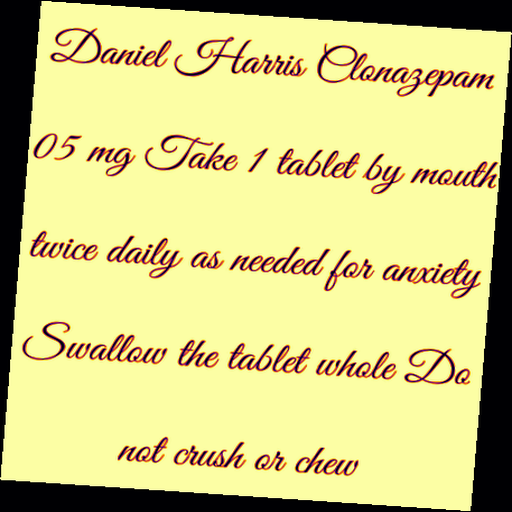 Daniel Harris Clonazepam
05 mg Take 1 tablet by mouth
twice daily as needed for anxiety
Swallow the tablet whole Do
not crush or chew